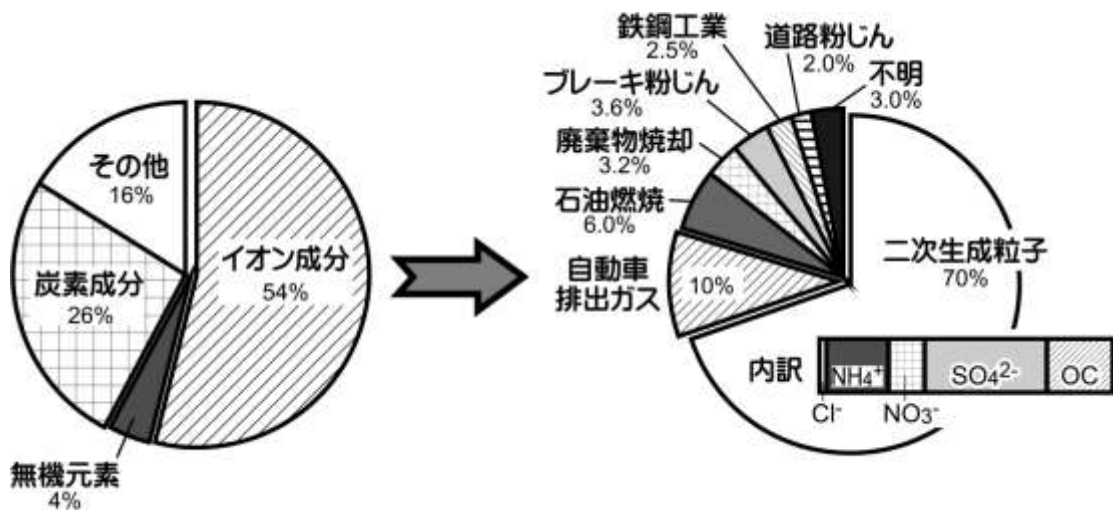 その他
16%
イオン成分
54%
炭素成分
26%
無機元素
4%
鉄鋼工業
2.5%
道路粉じん
2.0%
不明
3.0%
ブレーキ粉じん
3.6%
廃棄物焼却
3.2%
石油燃焼
6.0%
自動車
排出ガス
10%
二次生成粒子
70%
内訳
NH₄⁺
SO₄²⁻
OC
Cl⁻
NO₃⁻